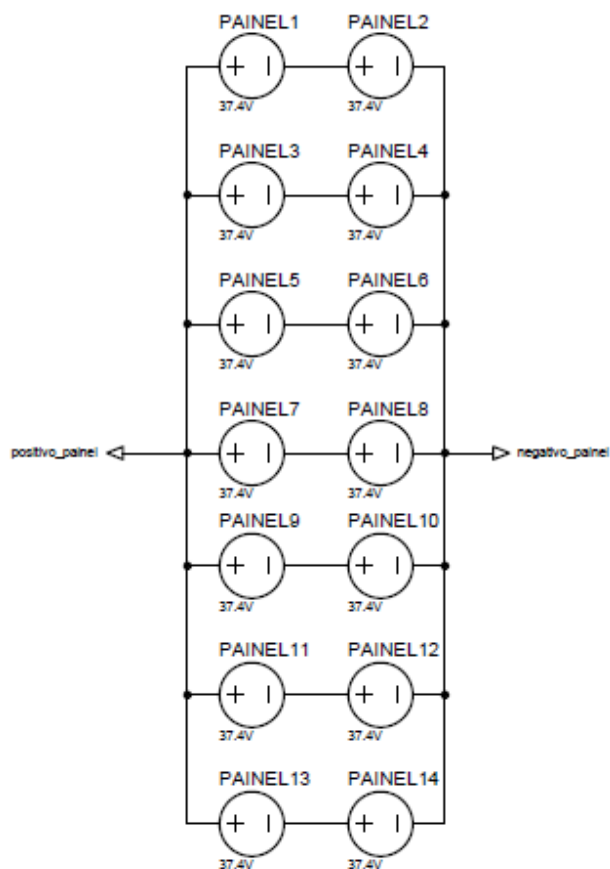 PAINEL1 PAINEL2
37.4V 37.4V
PAINEL3 PAINEL4
37.4V 37.4V
PAINEL5 PAINEL6
37.4V 37.4V
PAINEL7 PAINEL8
positivo_painel negativo_painel
37.4V 37.4V
PAINEL9 PAINEL10
37.4V 37.4V
PAINEL11 PAINEL12
37.4V 37.4V
PAINEL13 PAINEL14
37.4V 37.4V